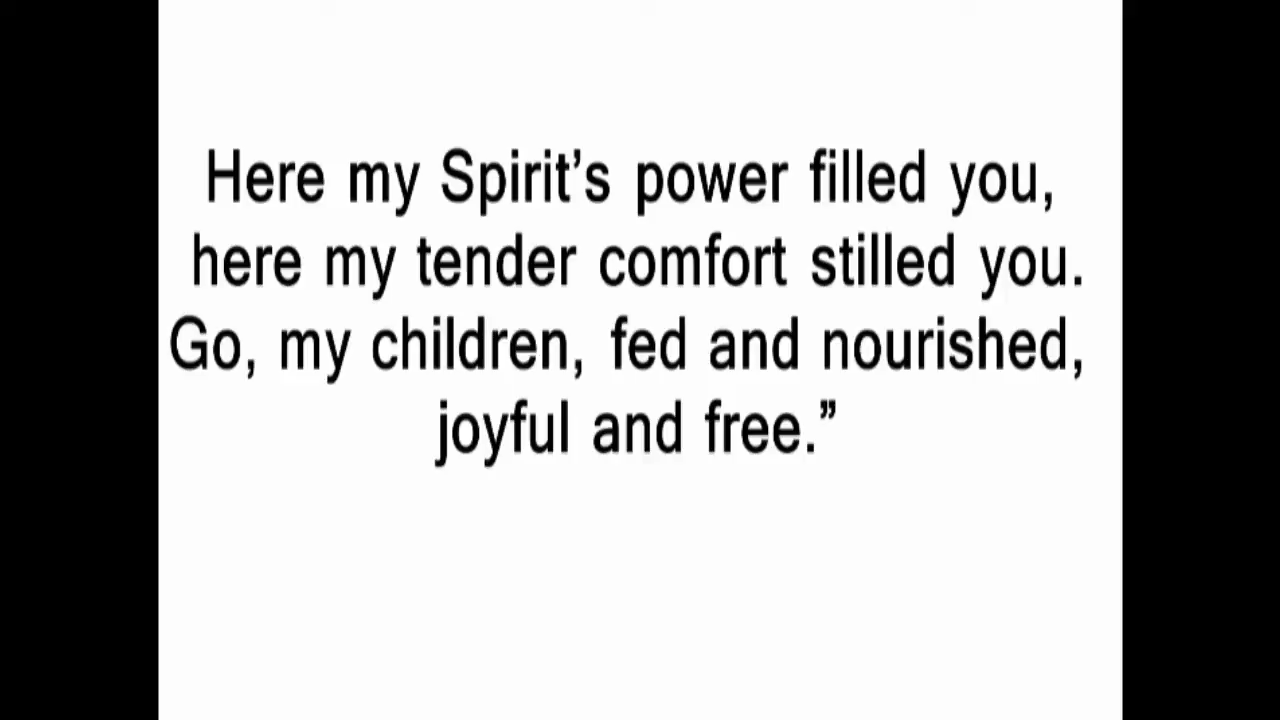 Here my Spirit’s power filled you,
here my tender comfort stilled you.
Go, my children, fed and nourished,
joyful and free.”